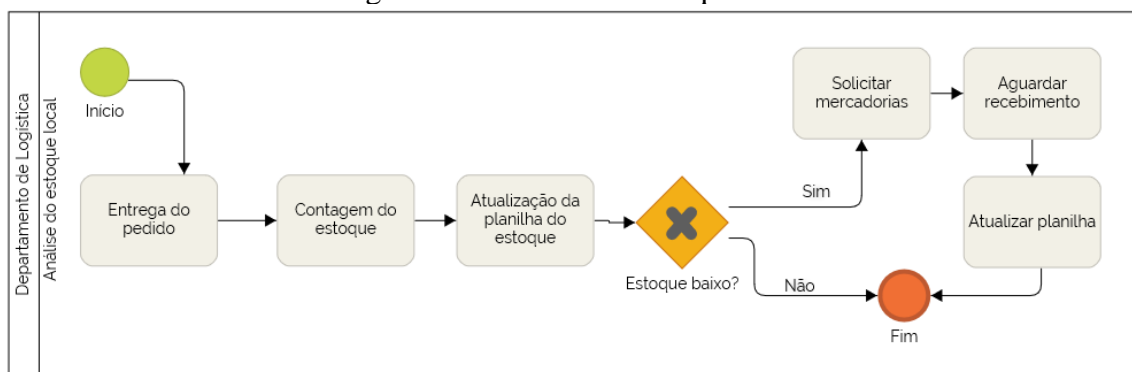 Departamento de Logística
Análise do estoque local
Início
Entrega do
pedido
Contagem do
estoque
Atualização da
planilha do
estoque
Estoque baixo?
Sim
Não
Solicitar
mercadorias
Aguardar
recebimento
Atualizar planilha
Fim